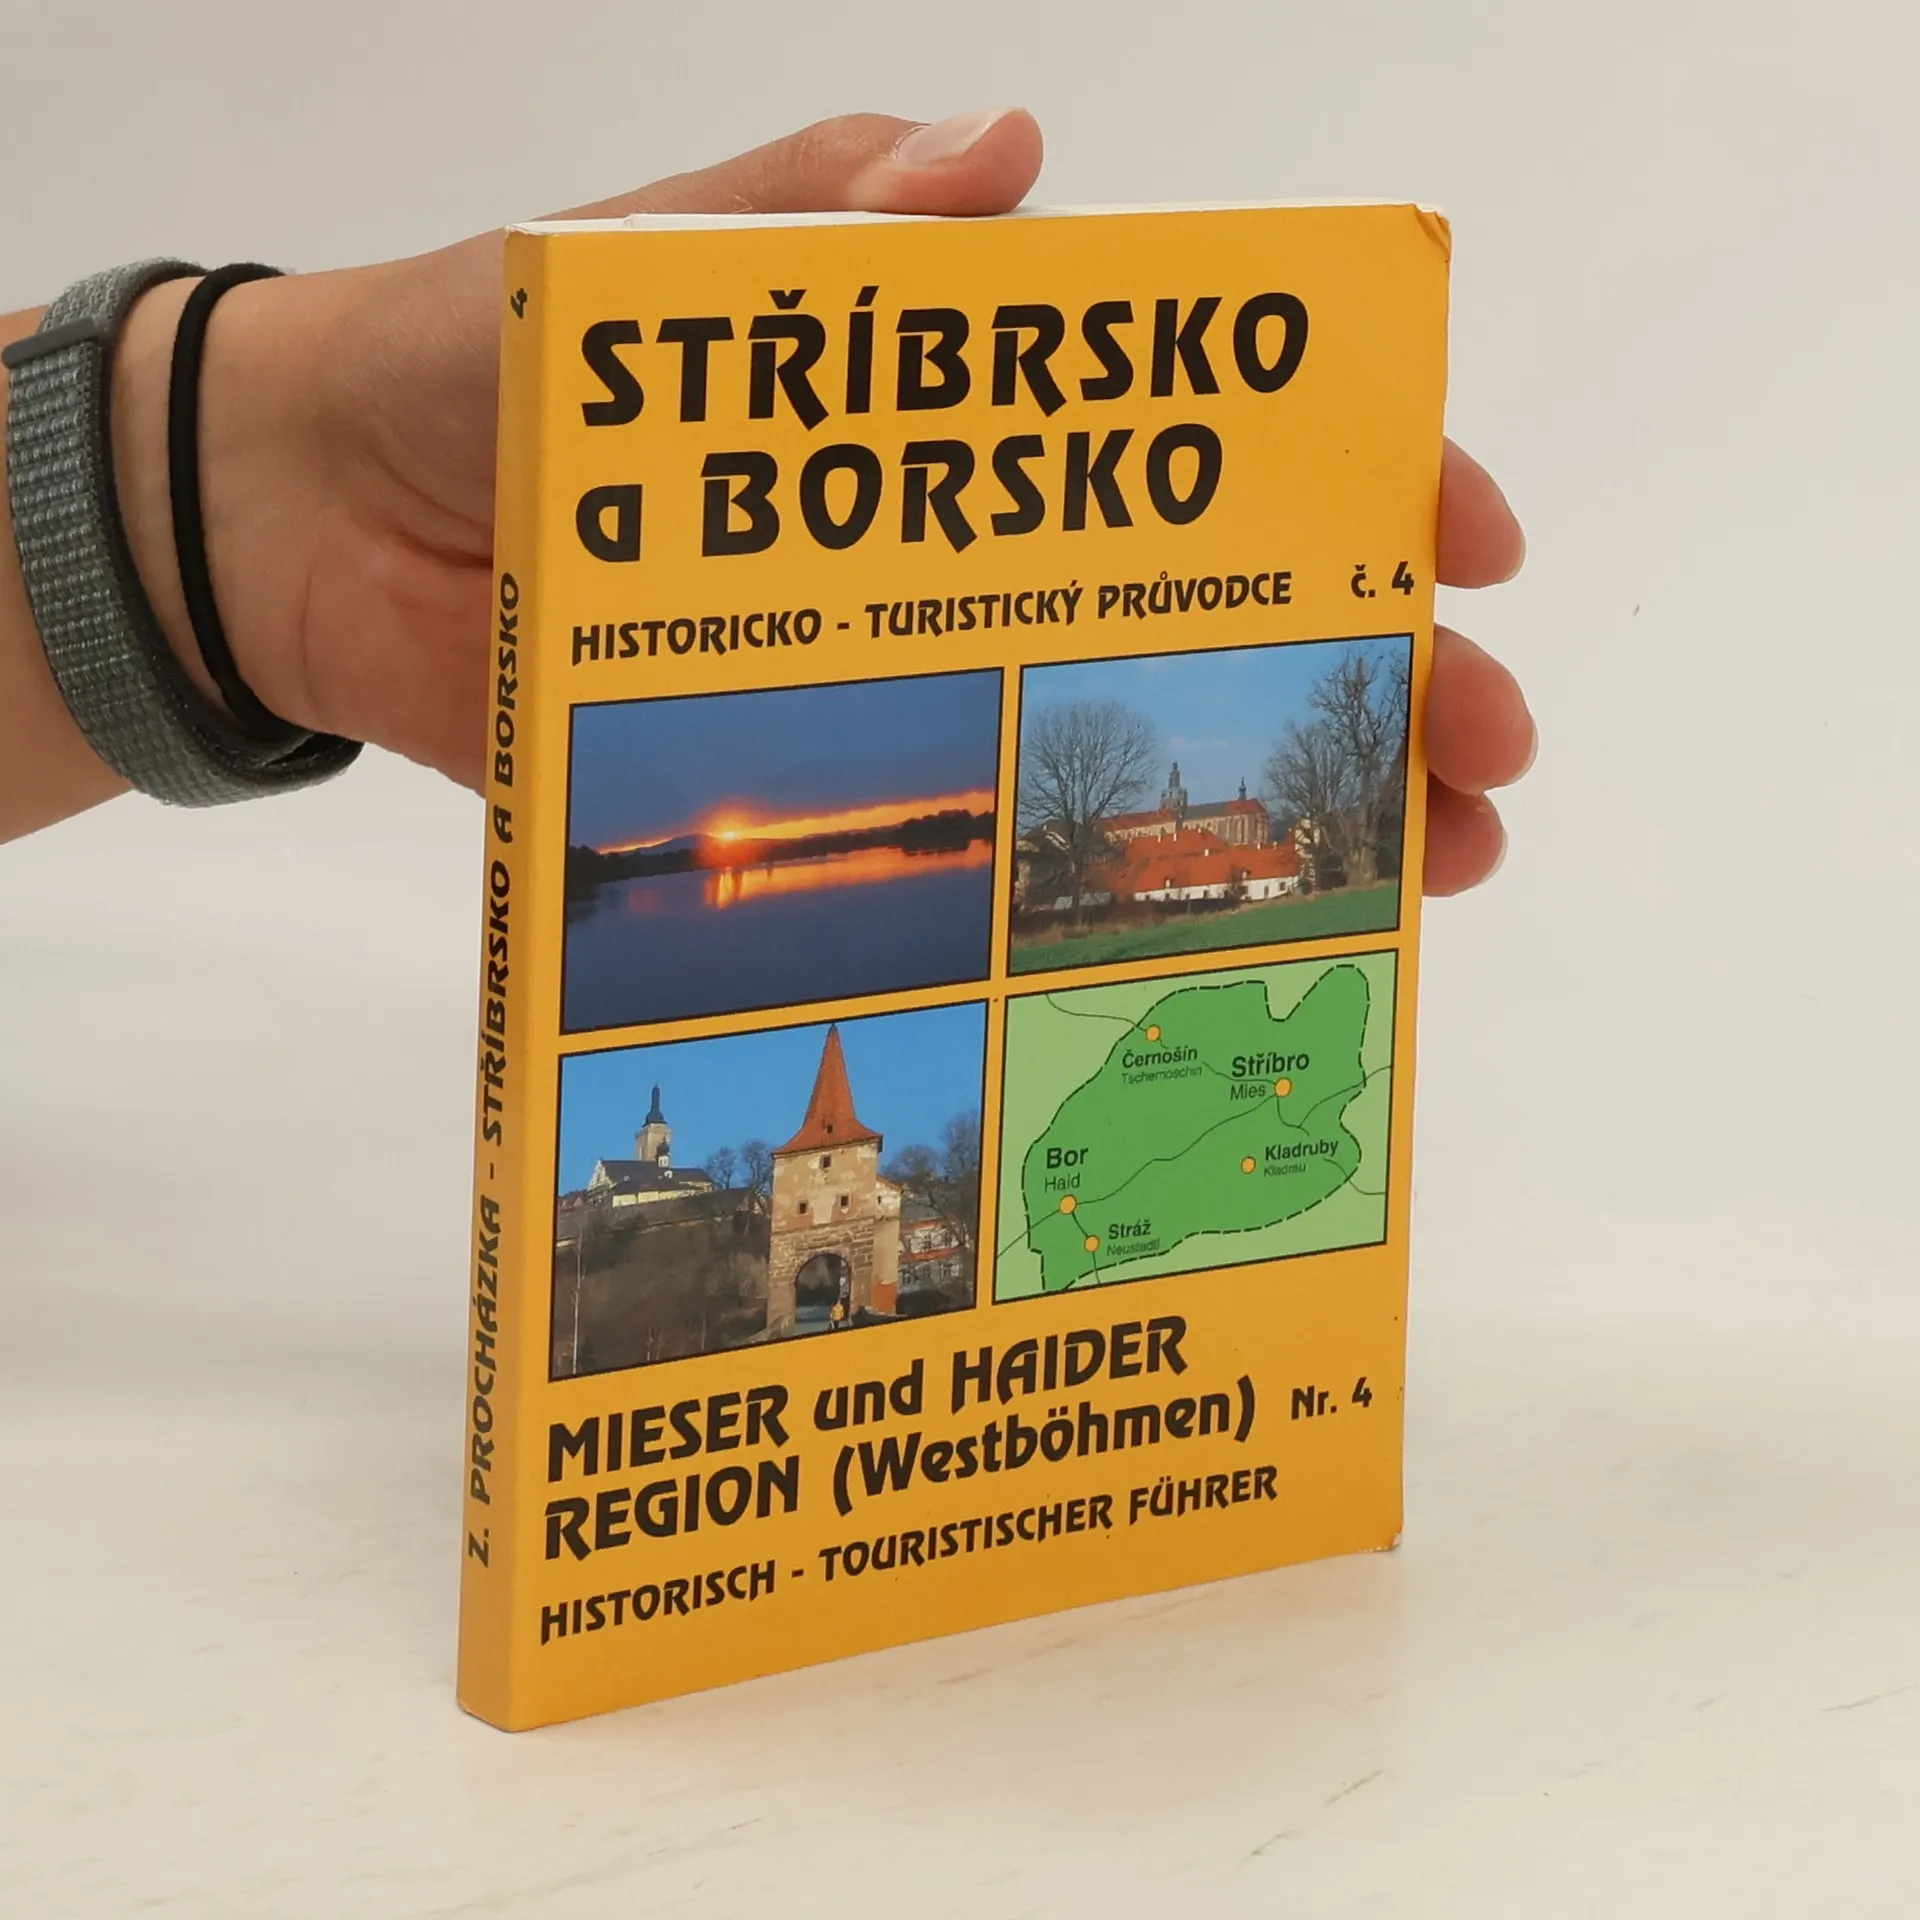 STŘÍBRSKO
a BORSKO
HISTORICKO - TURISTICKÝ PRŮVODCE č. 4
Černošín
Tschernoschin
Stříbro
Mies
Kladruby
Kladrau
Bor
Haid
Stráž
Neustadtl
MIESER und HAIDER
REGION (Westböhmen) Nr. 4
HISTORISCH - TOURISTISCHER FÜHRER
Z. PROCHÁZKA - STŘÍBRSKO A BORSKO 4